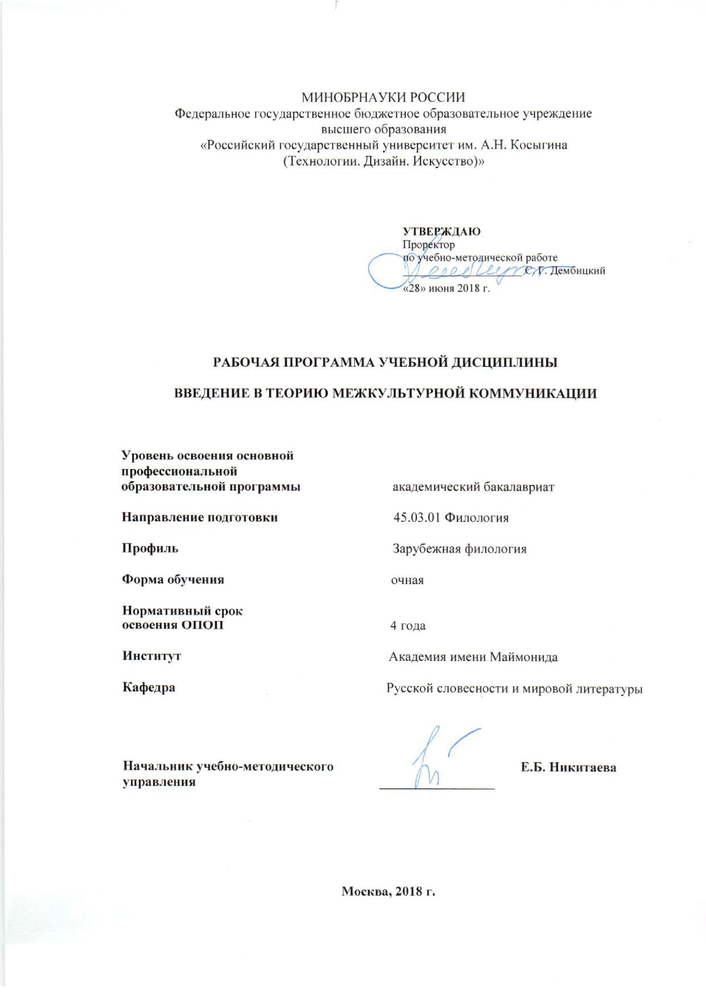 МИНОБРНАУКИ РОССИИ
Федеральное государственное бюджетное образовательное учреждение
высшего образования
«Российский государственный университет им. А.Н. Косыгина
(Технологии. Дизайн. Искусство)»
УТВЕРЖДАЮ
Проректор
по учебно-методической работе
С. Г. Дембицкий
«28» июня 2018 г.
РАБОЧАЯ ПРОГРАММА УЧЕБНОЙ ДИСЦИПЛИНЫ
ВВЕДЕНИЕ В ТЕОРИЮ МЕЖКУЛЬТУРНОЙ КОММУНИКАЦИИ
Уровень освоения основной
профессиональной
образовательной программы академический бакалавриат
Направление подготовки 45.03.01 Филология
Профиль Зарубежная филология
Форма обучения очная
Нормативный срок
освоения ОПОП 4 года
Институт Академия имени Маймонида
Кафедра Русской словесности и мировой литературы
Начальник учебно-методического Е.Б. Никитаева
управления
Москва, 2018 г.